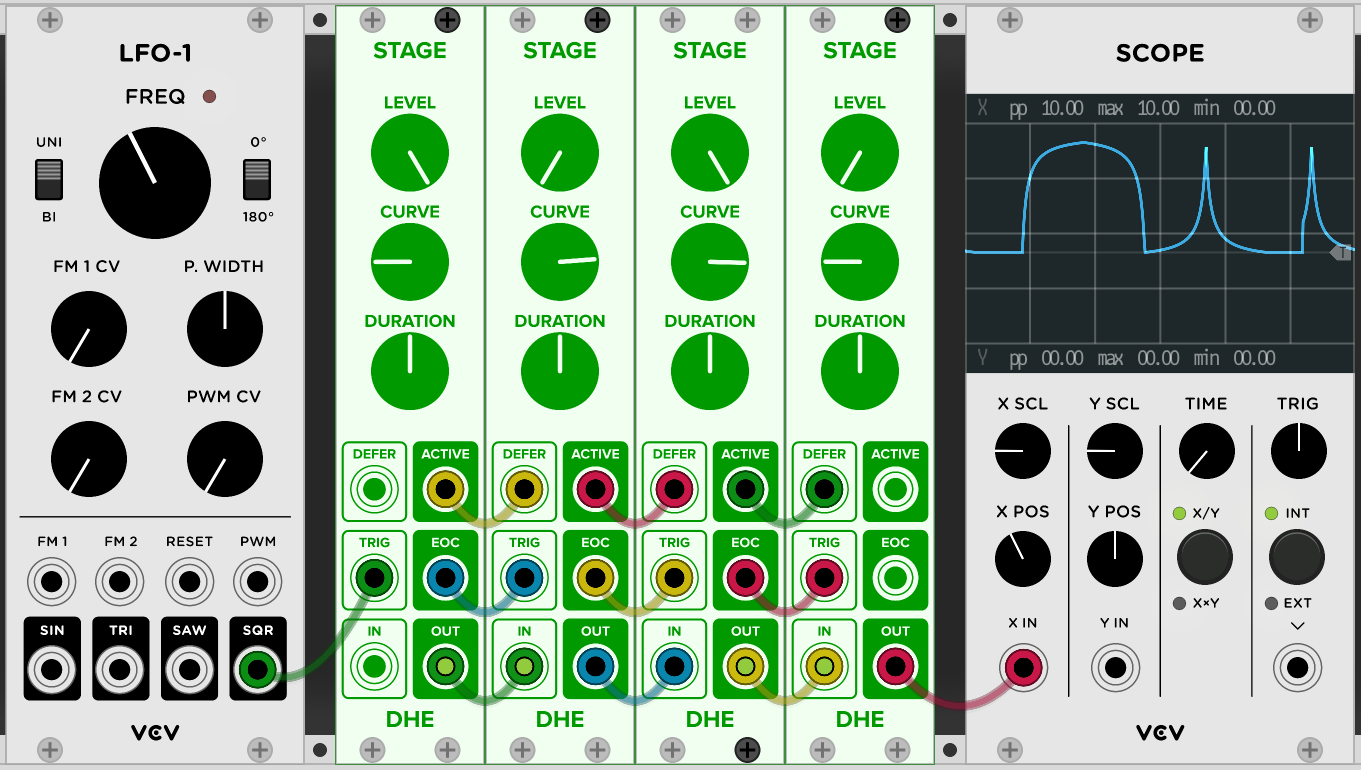 LFO-1
FREQ
UNI
0°
BI
180°
FM 1 CV
P. WIDTH
FM 2 CV
PWM CV
FM 1
FM 2
RESET
PWM
SIN
TRI
SAW
SQR
VCV
STAGE
LEVEL
CURVE
DURATION
DEFER
ACTIVE
TRIG
EOC
IN
OUT
DHE
STAGE
LEVEL
CURVE
DURATION
DEFER
ACTIVE
TRIG
EOC
IN
OUT
DHE
STAGE
LEVEL
CURVE
DURATION
DEFER
ACTIVE
TRIG
EOC
IN
OUT
DHE
STAGE
LEVEL
CURVE
DURATION
DEFER
ACTIVE
TRIG
EOC
IN
OUT
DHE
SCOPE
X pp 10.00 max 10.00 min 00.00
T
Y pp 00.00 max 00.00 min 00.00
X SCL
Y SCL
TIME
TRIG
X POS
Y POS
X/Y
INT
X×Y
EXT
X IN
Y IN
VCV